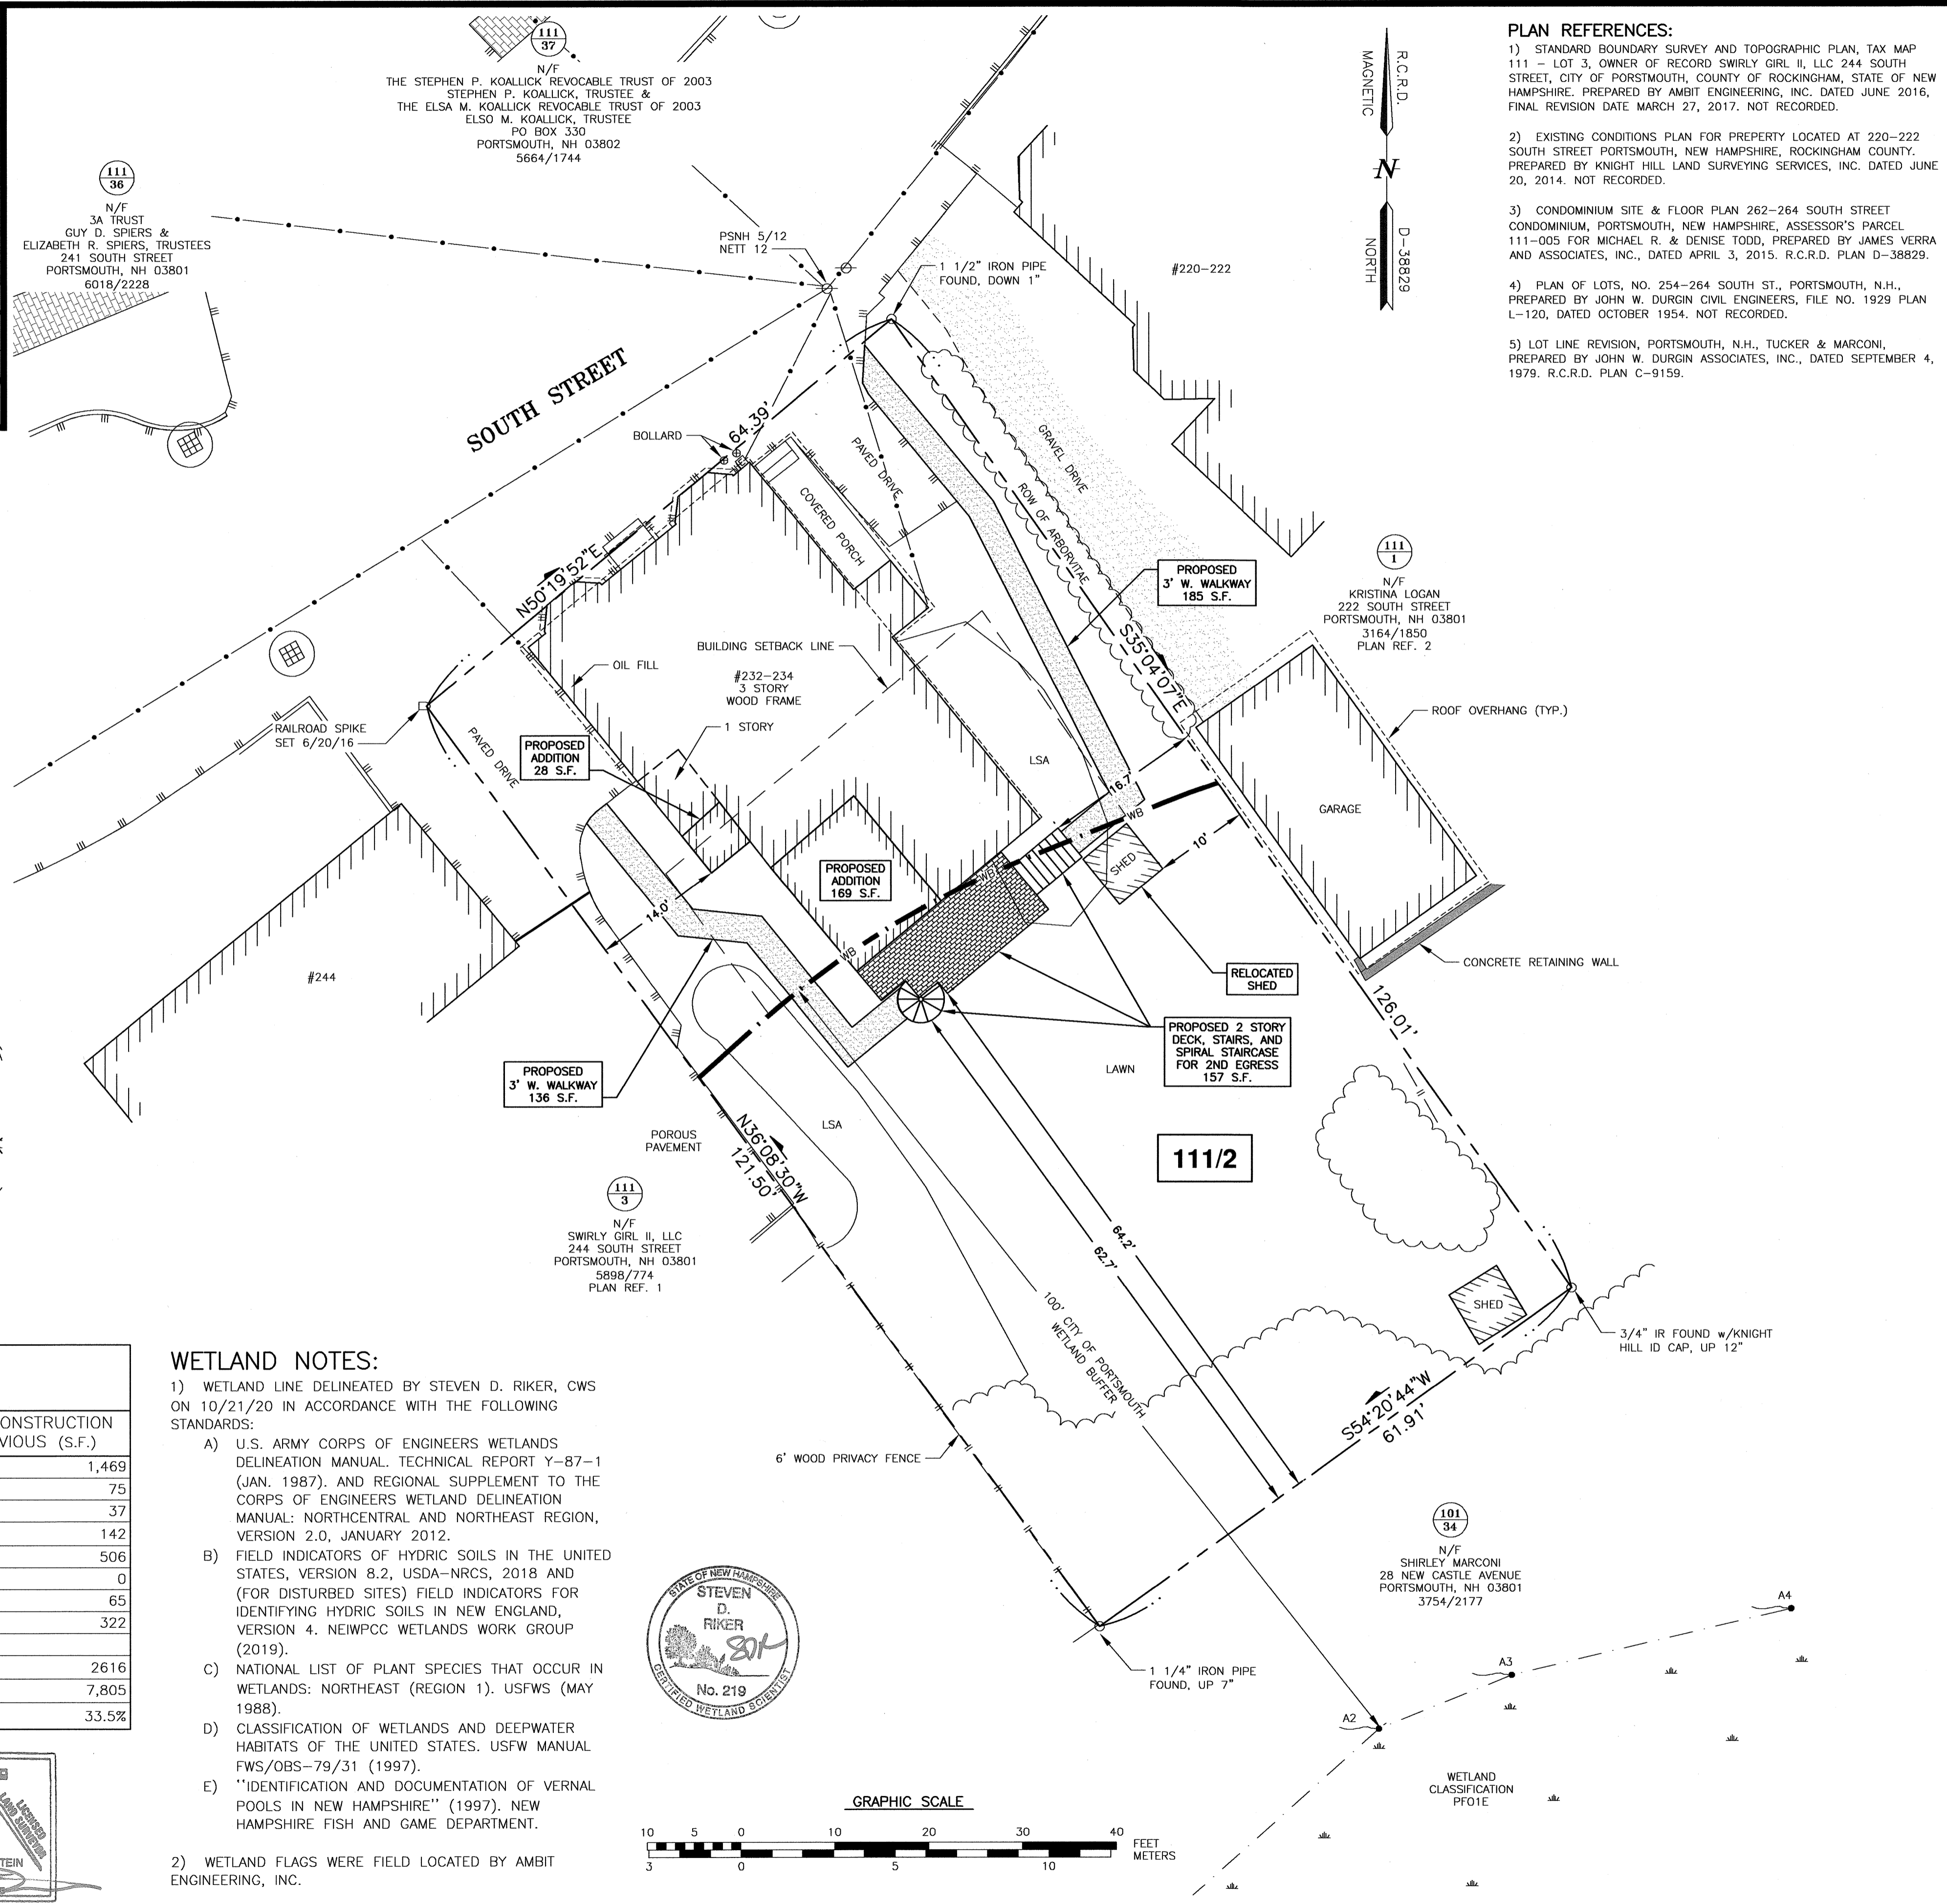 111
37
N/F
THE STEPHEN P. KOALLICK REVOCABLE TRUST OF 2003
STEPHEN P. KOALLICK, TRUSTEE &
THE ELSA M. KOALLICK REVOCABLE TRUST OF 2003
ELSO M. KOALLICK, TRUSTEE
PO BOX 330
PORTSMOUTH, NH 03802
5664/1744
111
36
N/F
3A TRUST
GUY D. SPIERS &
ELIZABETH R. SPIERS, TRUSTEES
241 SOUTH STREET
PORTSMOUTH, NH 03801
6018/2228
R.C.R.D.
MAGNETIC
N
D-38829
NORTH
PLAN REFERENCES:
1) STANDARD BOUNDARY SURVEY AND TOPOGRAPHIC PLAN, TAX MAP
111 – LOT 3, OWNER OF RECORD SWIRLY GIRL II, LLC 244 SOUTH
STREET, CITY OF PORSTMOUTH, COUNTY OF ROCKINGHAM, STATE OF NEW
HAMPSHIRE. PREPARED BY AMBIT ENGINEERING, INC. DATED JUNE 2016,
FINAL REVISION DATE MARCH 27, 2017. NOT RECORDED.
2) EXISTING CONDITIONS PLAN FOR PREPERTY LOCATED AT 220-222
SOUTH STREET PORTSMOUTH, NEW HAMPSHIRE, ROCKINGHAM COUNTY.
PREPARED BY KNIGHT HILL LAND SURVEYING SERVICES, INC. DATED JUNE
20, 2014. NOT RECORDED.
3) CONDOMINIUM SITE & FLOOR PLAN 262-264 SOUTH STREET
CONDOMINIUM, PORTSMOUTH, NEW HAMPSHIRE, ASSESSOR'S PARCEL
111-005 FOR MICHAEL R. & DENISE TODD, PREPARED BY JAMES VERRA
AND ASSOCIATES, INC., DATED APRIL 3, 2015. R.C.R.D. PLAN D-38829.
4) PLAN OF LOTS, NO. 254-264 SOUTH ST., PORTSMOUTH, N.H.,
PREPARED BY JOHN W. DURGIN CIVIL ENGINEERS, FILE NO. 1929 PLAN
L-120, DATED OCTOBER 1954. NOT RECORDED.
5) LOT LINE REVISION, PORTSMOUTH, N.H., TUCKER & MARCONI,
PREPARED BY JOHN W. DURGIN ASSOCIATES, INC., DATED SEPTEMBER 4,
1979. R.C.R.D. PLAN C-9159.
PSNH 5/12
NETT 12
1 1/2" IRON PIPE
FOUND, DOWN 1"
#220-222
SOUTH STREET
BOLLARD
64.39'
PAVED DRIVE
COVERED PORCH
GRAVEL DRIVE
ROW OF ARBORVITAE
N50°19'52"E
PROPOSED
3' W. WALKWAY
185 S.F.
S35°04'07"E
111
1
N/F
KRISTINA LOGAN
222 SOUTH STREET
PORTSMOUTH, NH 03801
3164/1850
PLAN REF. 2
BUILDING SETBACK LINE
OIL FILL
#232-234
3 STORY
WOOD FRAME
1 STORY
RAILROAD SPIKE
SET 6/20/16
PAVED DRIVE
PROPOSED
ADDITION
28 S.F.
LSA
ROOF OVERHANG (TYP.)
16.7'
WB
GARAGE
10'
SHED
PROPOSED
ADDITION
169 S.F.
WB
14.0'
WB
#244
RELOCATED
SHED
CONCRETE RETAINING WALL
126.01'
PROPOSED 2 STORY
DECK, STAIRS, AND
SPIRAL STAIRCASE
FOR 2ND EGRESS
157 S.F.
LAWN
PROPOSED
3' W. WALKWAY
136 S.F.
POROUS
PAVEMENT
LSA
N36°08'30"W
121.50'
111/2
111
3
N/F
SWIRLY GIRL II, LLC
244 SOUTH STREET
PORTSMOUTH, NH 03801
5898/774
PLAN REF. 1
64.2'
62.7'
100' CITY OF PORTSMOUTH
WETLAND BUFFER
SHED
3/4" IR FOUND w/KNIGHT
HILL ID CAP, UP 12"
S54°20'44"W
61.91'
6' WOOD PRIVACY FENCE
101
34
N/F
SHIRLEY MARCONI
28 NEW CASTLE AVENUE
PORTSMOUTH, NH 03801
3754/2177
1 1/4" IRON PIPE
FOUND, UP 7"
A4
A3
A2
WETLAND
CLASSIFICATION
PFO1E
ONSTRUCTION
VIOUS (S.F.)
1,469
75
37
142
506
0
65
322
2616
7,805
33.5%
LICENSED
LAND SURVEYOR
TEIN
WETLAND NOTES:
1) WETLAND LINE DELINEATED BY STEVEN D. RIKER, CWS
ON 10/21/20 IN ACCORDANCE WITH THE FOLLOWING
STANDARDS:
A) U.S. ARMY CORPS OF ENGINEERS WETLANDS
DELINEATION MANUAL. TECHNICAL REPORT Y-87-1
(JAN. 1987). AND REGIONAL SUPPLEMENT TO THE
CORPS OF ENGINEERS WETLAND DELINEATION
MANUAL: NORTHCENTRAL AND NORTHEAST REGION,
VERSION 2.0, JANUARY 2012.
B) FIELD INDICATORS OF HYDRIC SOILS IN THE UNITED
STATES, VERSION 8.2, USDA-NRCS, 2018 AND
(FOR DISTURBED SITES) FIELD INDICATORS FOR
IDENTIFYING HYDRIC SOILS IN NEW ENGLAND,
VERSION 4. NEIWPCC WETLANDS WORK GROUP
(2019).
C) NATIONAL LIST OF PLANT SPECIES THAT OCCUR IN
WETLANDS: NORTHEAST (REGION 1). USFWS (MAY
1988).
D) CLASSIFICATION OF WETLANDS AND DEEPWATER
HABITATS OF THE UNITED STATES. USFW MANUAL
FWS/OBS-79/31 (1997).
E) ''IDENTIFICATION AND DOCUMENTATION OF VERNAL
POOLS IN NEW HAMPSHIRE'' (1997). NEW
HAMPSHIRE FISH AND GAME DEPARTMENT.
2) WETLAND FLAGS WERE FIELD LOCATED BY AMBIT
ENGINEERING, INC.
STATE OF NEW HAMPSHIRE
STEVEN
D.
RIKER
No. 219
CERTIFIED WETLAND SCIENTIST
GRAPHIC SCALE
10 5 0 10 20 30 40
FEET
METERS
3 0 5 10